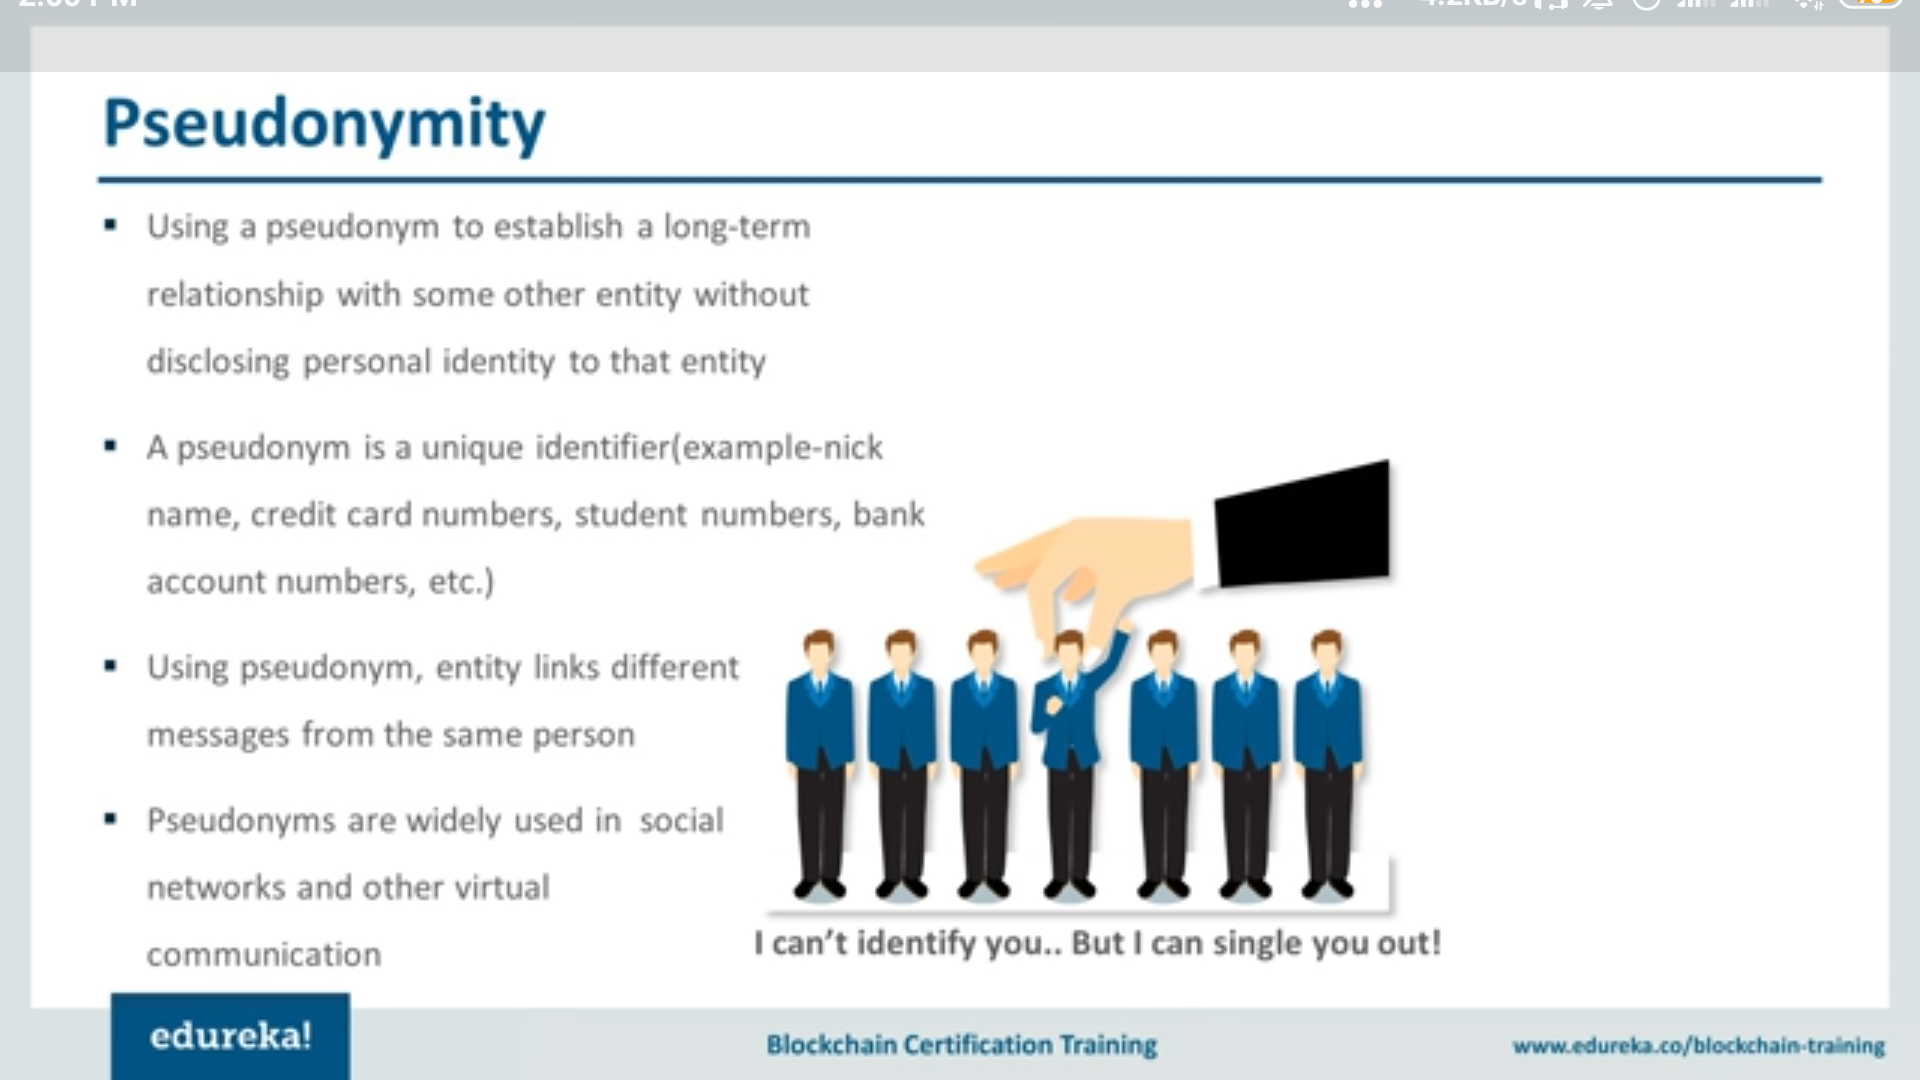 Pseudonymity
▪ Using a pseudonym to establish a long-term
relationship with some other entity without
disclosing personal identity to that entity
▪ A pseudonym is a unique identifier(example-nick
name, credit card numbers, student numbers, bank
account numbers, etc.)
▪ Using pseudonym, entity links different
messages from the same person
▪ Pseudonyms are widely used in social
networks and other virtual
communication
I can't identify you.. But I can single you out!
edureka!
Blockchain Certification Training
www.edureka.co/blockchain-training